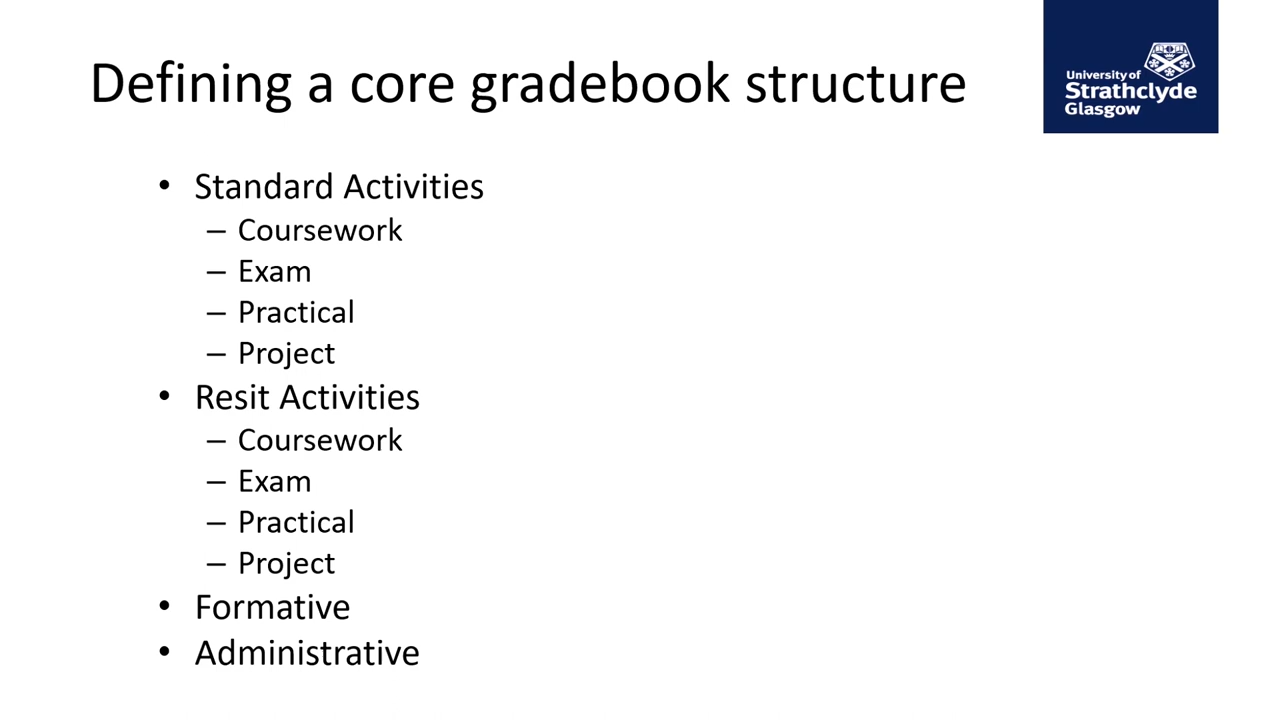 Defining a core gradebook structure
University of
Strathclyde
Glasgow
• Standard Activities
– Coursework
– Exam
– Practical
– Project
• Resit Activities
– Coursework
– Exam
– Practical
– Project
• Formative
• Administrative